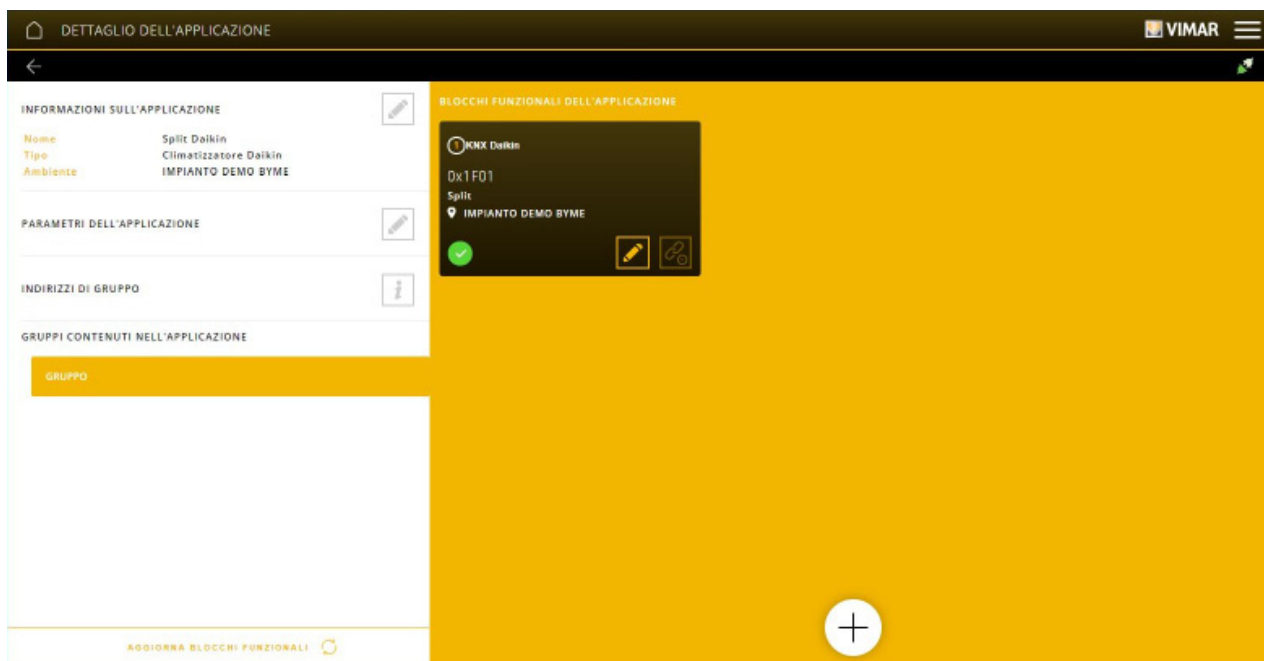 DETTAGLIO DELL'APPLICAZIONE
VIMAR
INFORMAZIONI SULL'APPLICAZIONE
Nome Split Daikin
Tipo Climatizzatore Daikin
Ambiente IMPIANTO DEMO BYME
PARAMETRI DELL'APPLICAZIONE
INDIRIZZI DI GRUPPO
i
GRUPPI CONTENUTI NELL'APPLICAZIONE
GRUPPO
AGGIORNA BLOCCHI FUNZIONALI
BLOCCHI FUNZIONALI DELL'APPLICAZIONE
1 KNX Daikin
0x1F01
Split
IMPIANTO DEMO BYME